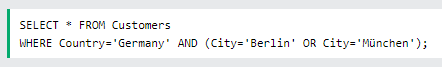 SELECT * FROM Customers
WHERE Country='Germany' AND (City='Berlin' OR City='München');